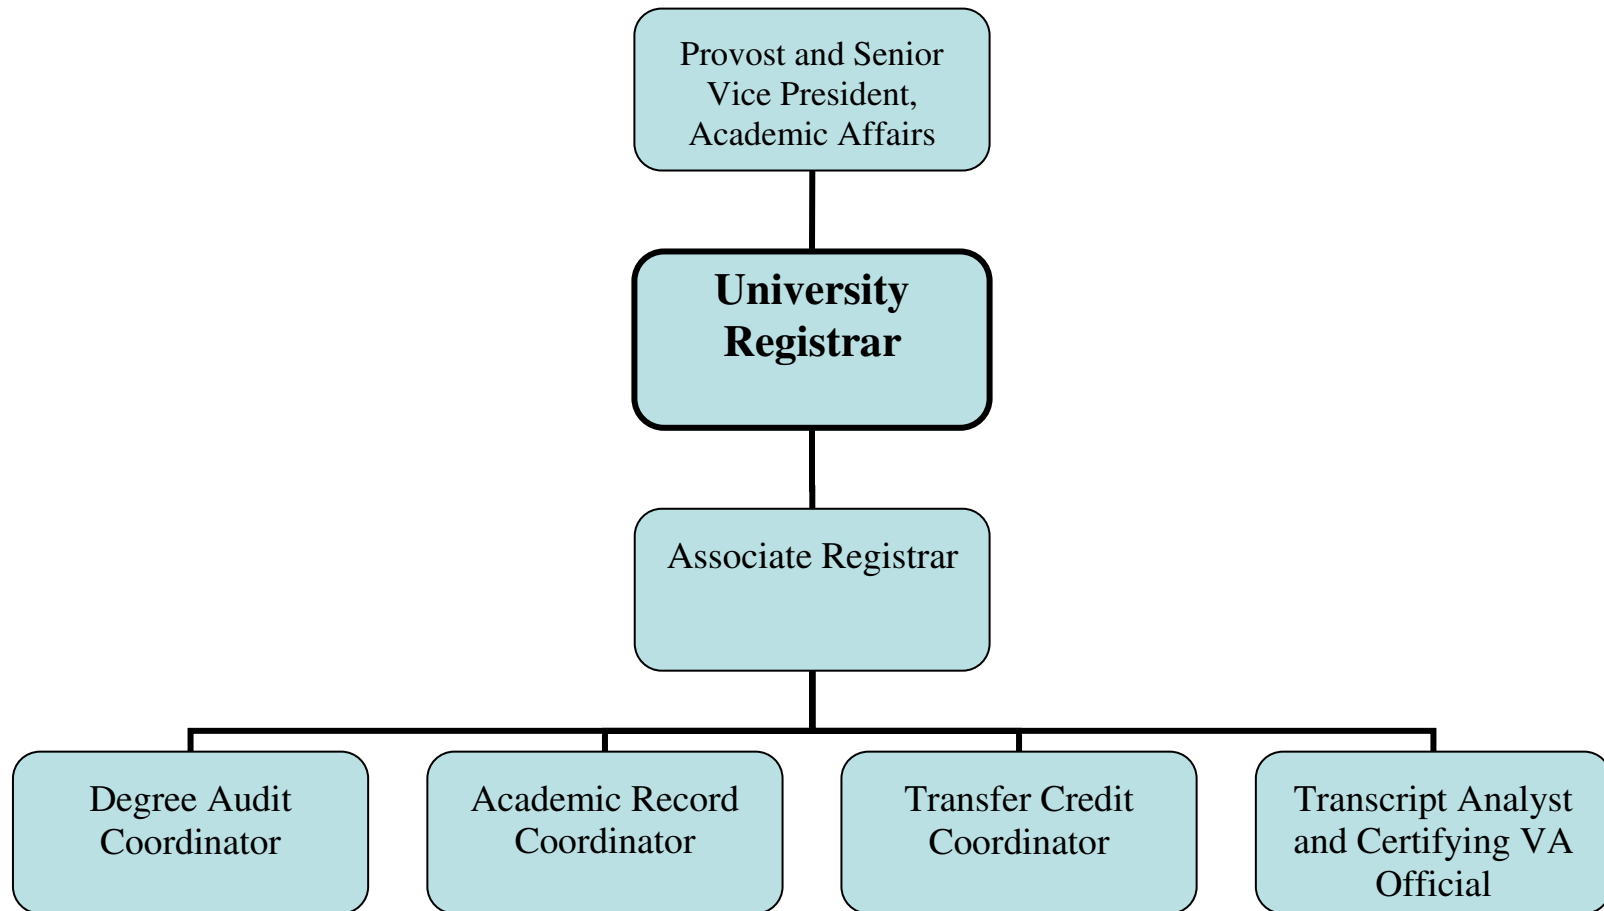 Provost and Senior
Vice President,
Academic Affairs
University
Registrar
Associate Registrar
Degree Audit
Coordinator
Academic Record
Coordinator
Transfer Credit
Coordinator
Transcript Analyst
and Certifying VA
Official